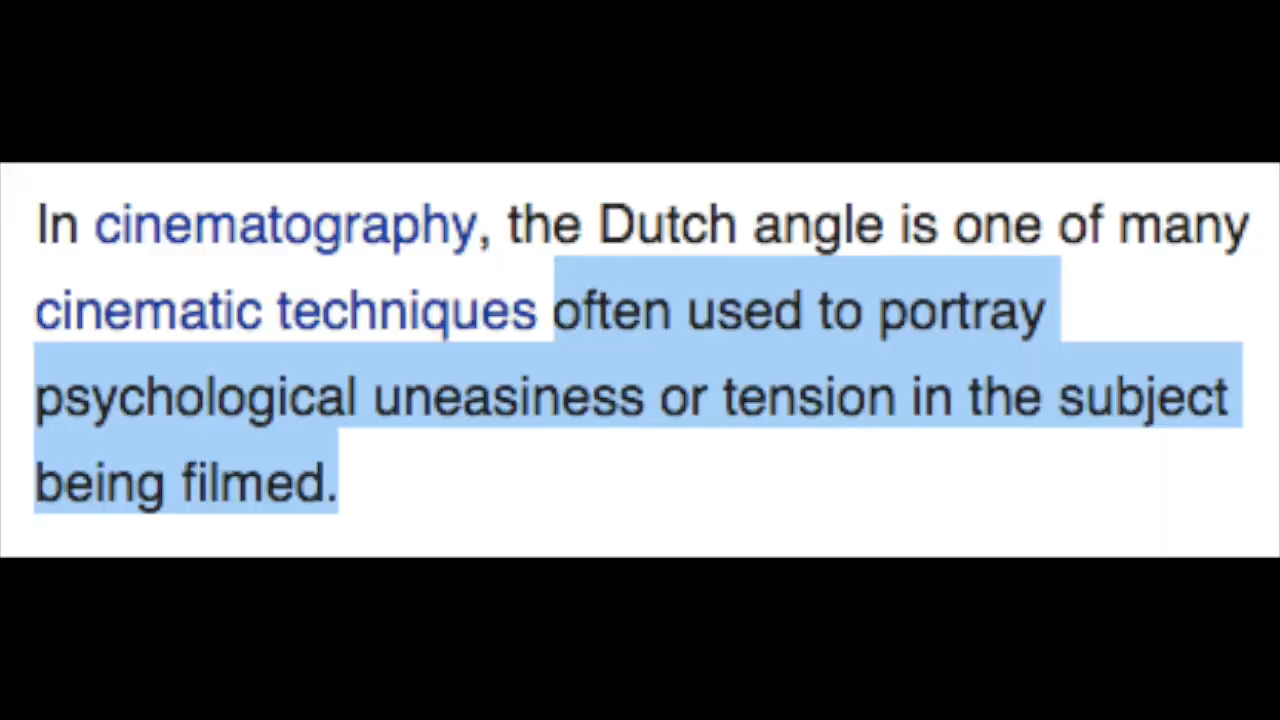 In cinematography, the Dutch angle is one of many
cinematic techniques often used to portray
psychological uneasiness or tension in the subject
being filmed.